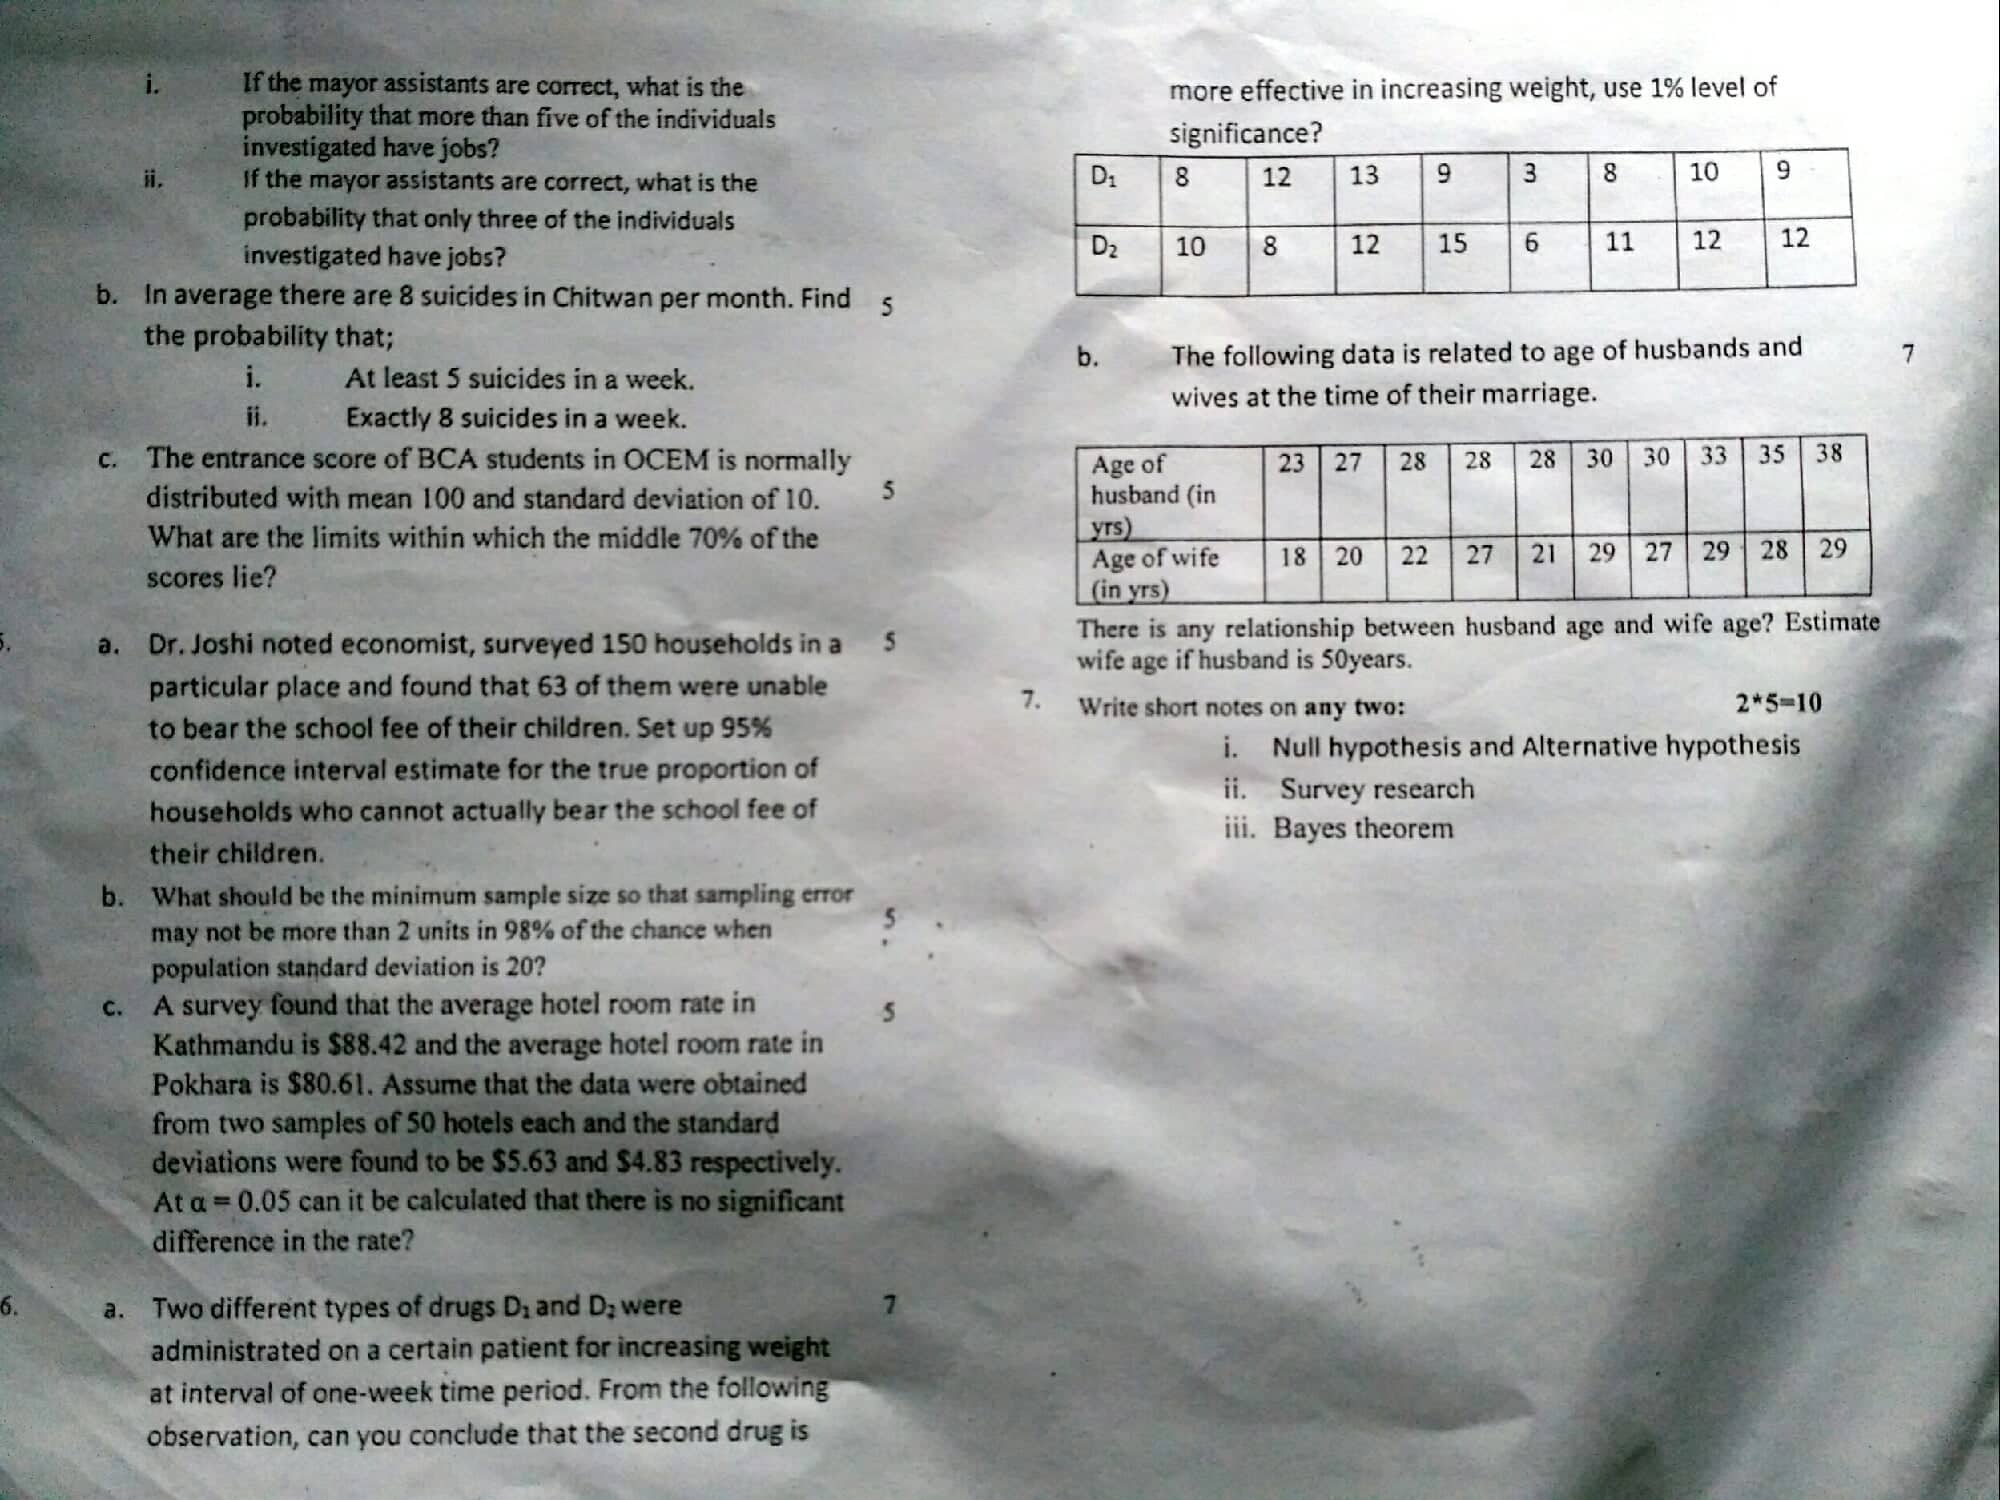 i. If the mayor assistants are correct, what is the
probability that more than five of the individuals
investigated have jobs?
ii. If the mayor assistants are correct, what is the
probability that only three of the individuals
investigated have jobs?
b. In average there are 8 suicides in Chitwan per month. Find 5
the probability that;
i. At least 5 suicides in a week.
ii. Exactly 8 suicides in a week.
c. The entrance score of BCA students in OCEM is normally
distributed with mean 100 and standard deviation of 10. 5
What are the limits within which the middle 70% of the
scores lie?
a. Dr. Joshi noted economist, surveyed 150 households in a 5
particular place and found that 63 of them were unable
to bear the school fee of their children. Set up 95%
confidence interval estimate for the true proportion of
households who cannot actually bear the school fee of
their children.
b. What should be the minimum sample size so that sampling error
may not be more than 2 units in 98% of the chance when 5
population standard deviation is 20?
c. A survey found that the average hotel room rate in 5
Kathmandu is $88.42 and the average hotel room rate in
Pokhara is $80.61. Assume that the data were obtained
from two samples of 50 hotels each and the standard
deviations were found to be $5.63 and $4.83 respectively.
At α = 0.05 can it be calculated that there is no significant
difference in the rate?
6. a. Two different types of drugs D₁ and D₂ were 7
administrated on a certain patient for increasing weight
at interval of one-week time period. From the following
observation, can you conclude that the second drug is
more effective in increasing weight, use 1% level of
significance?
D₁ 8 12 13 9 3 8 10 9
D₂ 10 8 12 15 6 11 12 12
b. The following data is related to age of husbands and 7
wives at the time of their marriage.
Age of 23 27 28 28 28 30 30 33 35 38
husband (in
yrs)
Age of wife 18 20 22 27 21 29 27 29 28 29
(in yrs)
There is any relationship between husband age and wife age? Estimate
wife age if husband is 50years.
7. Write short notes on any two: 2*5=10
i. Null hypothesis and Alternative hypothesis
ii. Survey research
iii. Bayes theorem